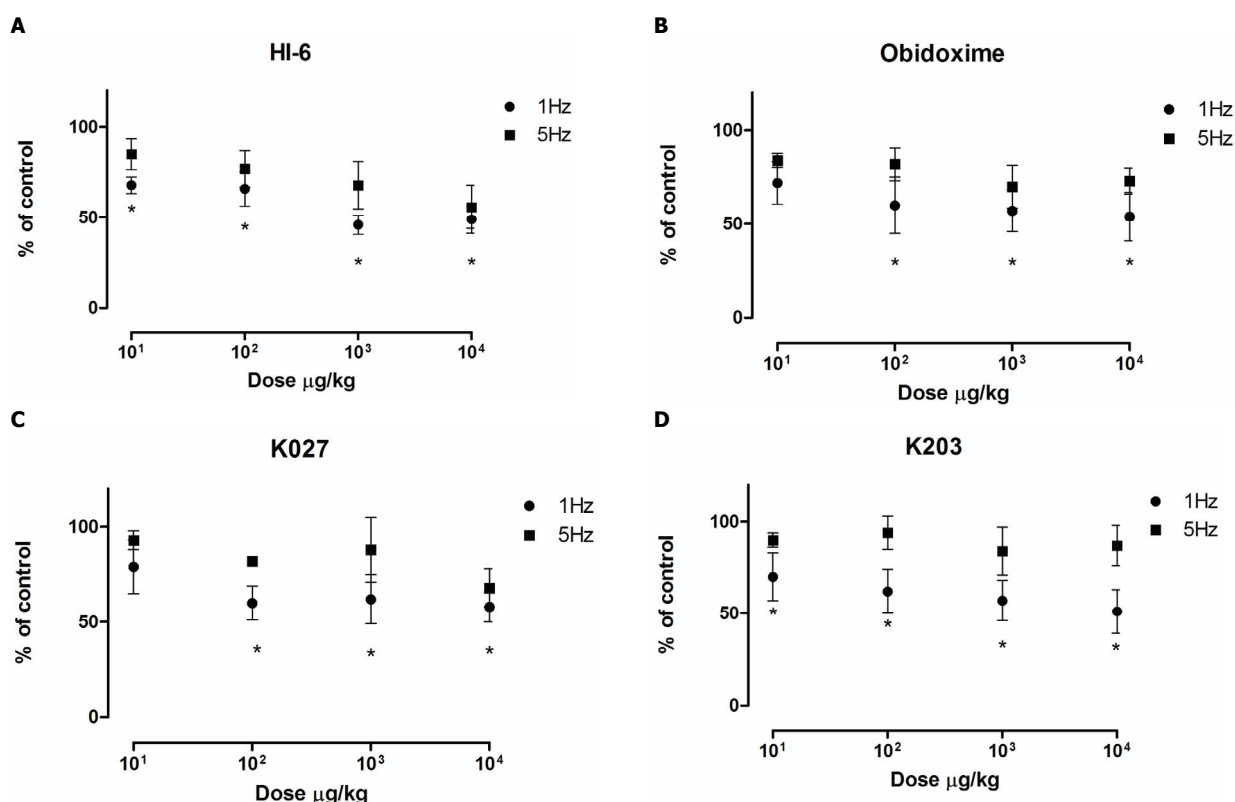 A
HI-6
1Hz
5Hz
100
50
0
% of control
*
*
*
*
10¹
10²
10³
10⁴
Dose μg/kg
B
Obidoxime
1Hz
5Hz
100
50
0
% of control
*
*
*
10¹
10²
10³
10⁴
Dose μg/kg
C
K027
1Hz
5Hz
100
50
0
% of control
*
*
*
10¹
10²
10³
10⁴
Dose μg/kg
D
K203
1Hz
5Hz
100
50
0
% of control
*
*
*
*
10¹
10²
10³
10⁴
Dose μg/kg